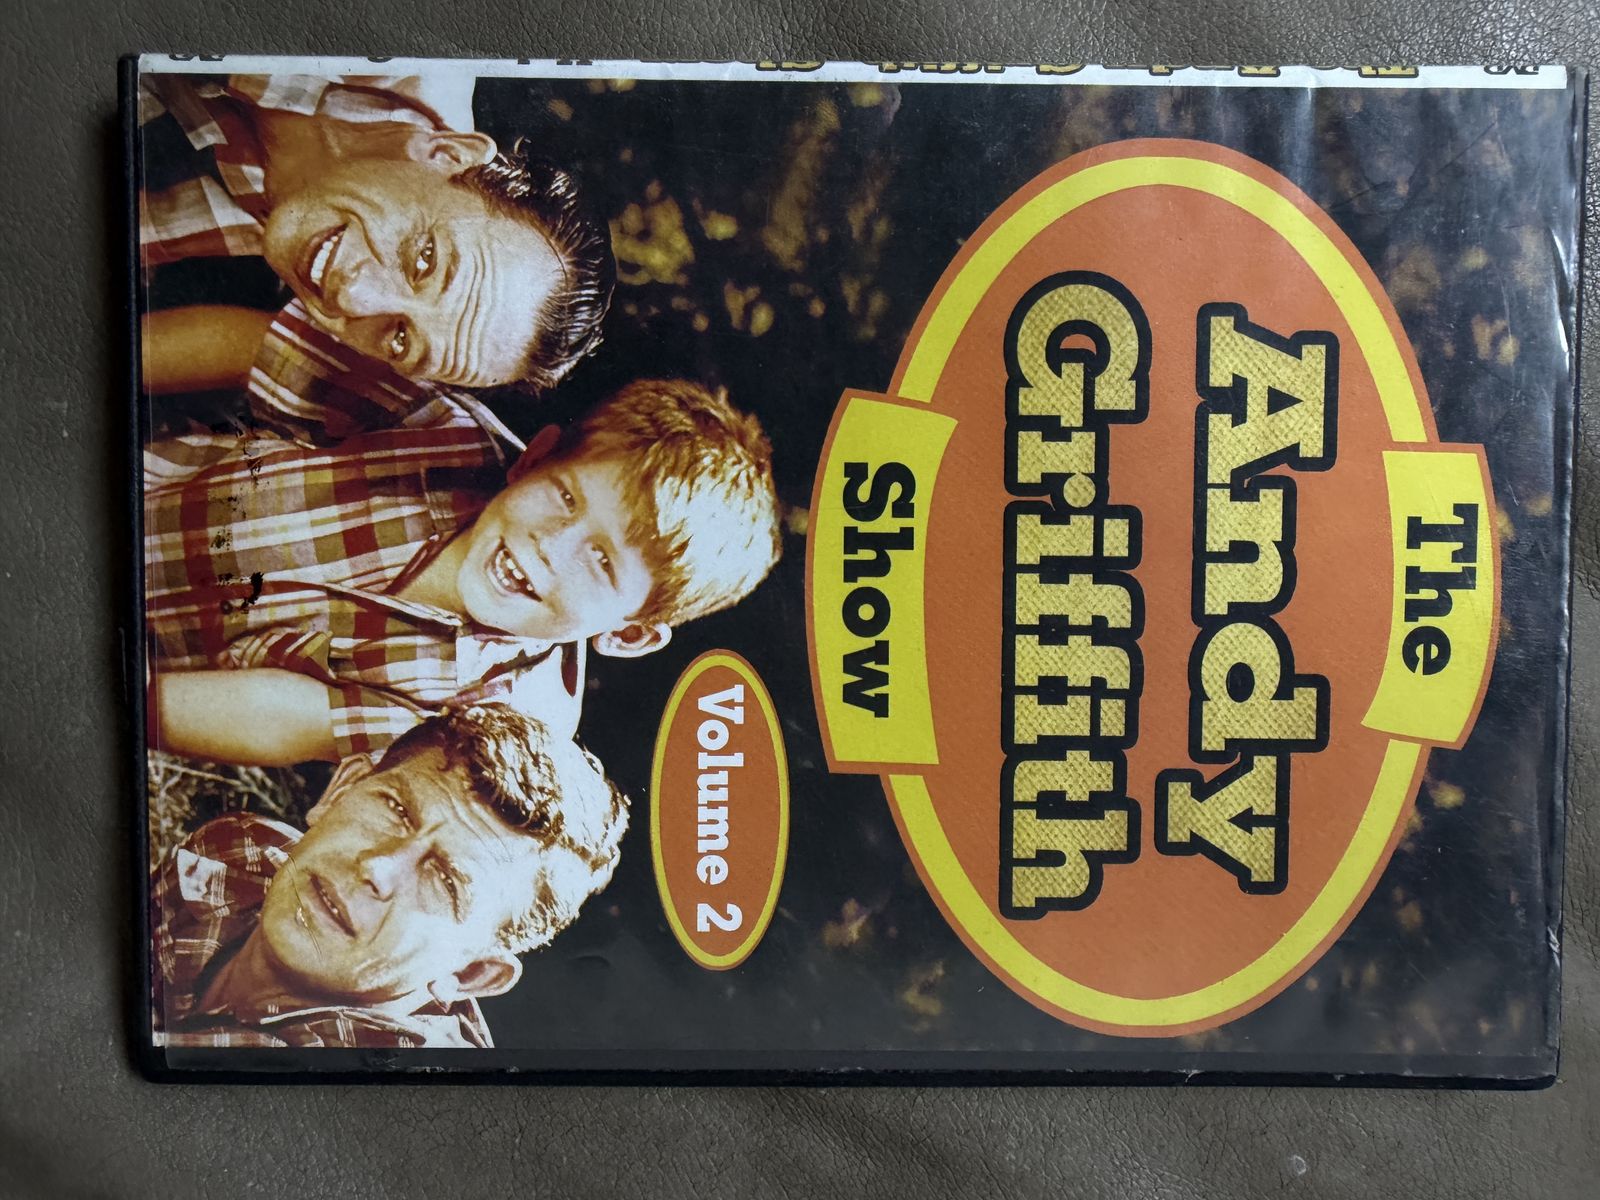 The
Andy
Griffith
Show
Volume 2